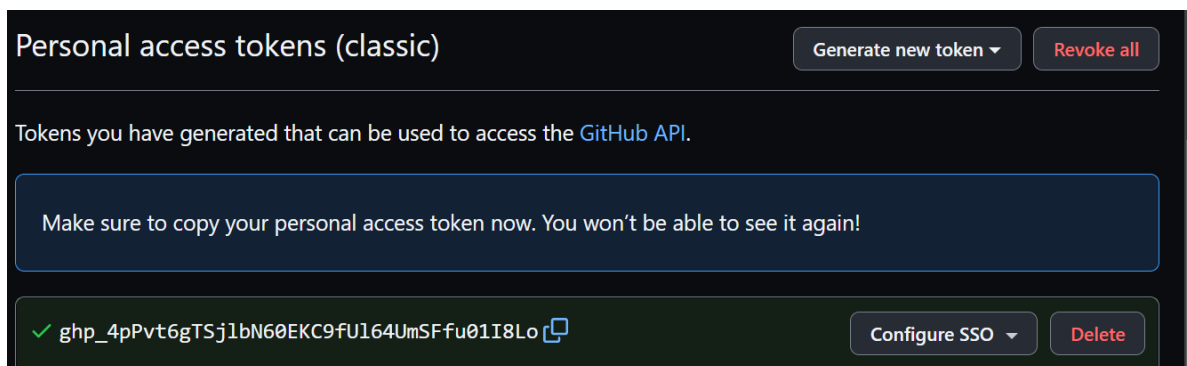 Personal access tokens (classic)
Generate new token
Revoke all
Tokens you have generated that can be used to access the GitHub API.
Make sure to copy your personal access token now. You won’t be able to see it again!
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
Configure SSO
Delete